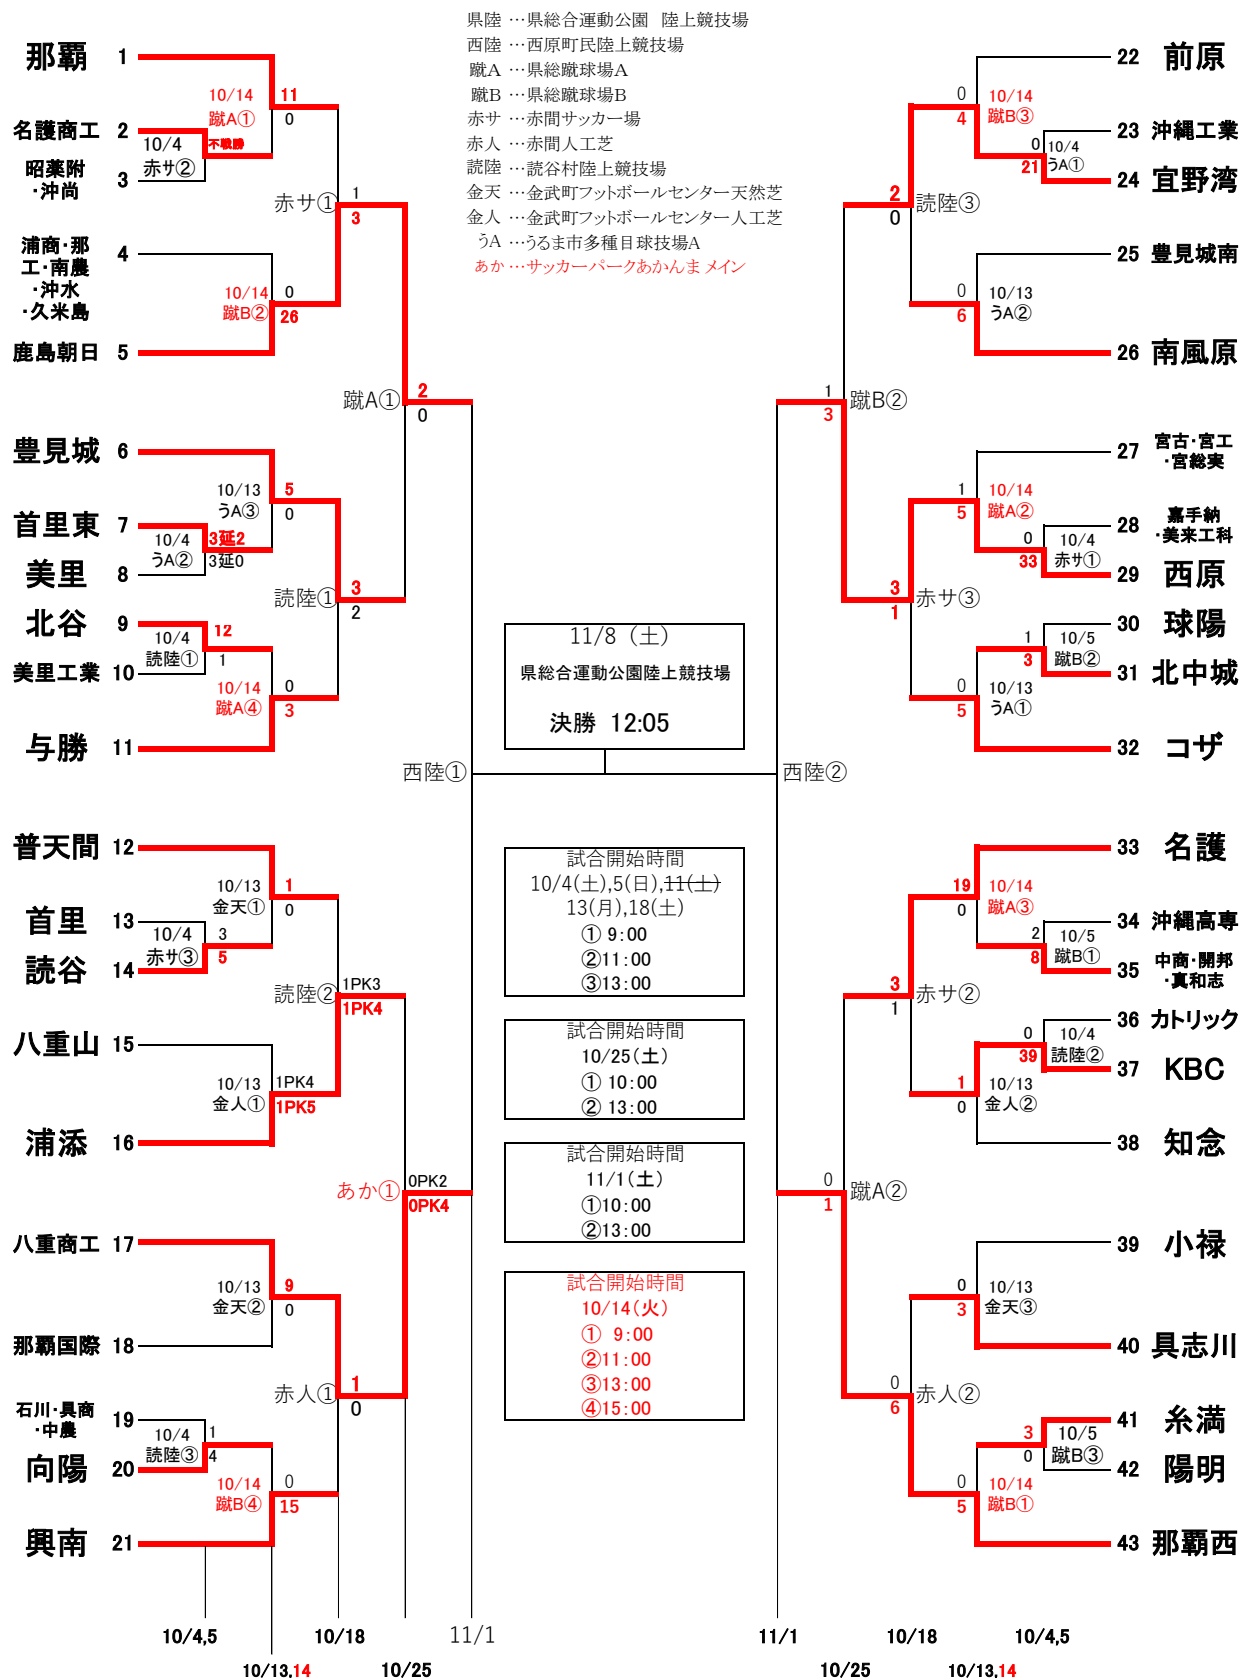 県陸 …県総合運動公園 陸上競技場
西陸 …西原町民陸上競技場
蹴A …県総蹴球場A
蹴B …県総蹴球場B
赤サ …赤間サッカー場
赤人 …赤間人工芝
読陸 …読谷村陸上競技場
金天 …金武町フットボールセンター天然芝
金人 …金武町フットボールセンター人工芝
うA …うるま市多種目球技場A
あか …サッカーパークあかんま メイン
那覇 1
10/14
蹴A①
11
0
名護商工 2
10/4
赤サ②
不戦勝
昭薬附
・沖尚
3
赤サ①
1
3
浦商・那
工・南農
・沖水
・久米島
4
10/14
蹴B②
0
26
鹿島朝日 5
蹴A①
2
0
豊見城 6
10/13
うA③
5
0
首里東 7
10/4
うA②
3延2
3延0
美里 8
読陸①
3
2
北谷 9
10/4
読陸①
12
1
美里工業 10
10/14
蹴A④
0
3
与勝 11
西陸①
普天間 12
10/13
金天①
1
0
首里 13
10/4
赤サ③
3
5
読谷 14
読陸②
1PK3
1PK4
八重山 15
10/13
金人①
1PK4
1PK5
浦添 16
あか①
0PK2
0PK4
八重商工 17
10/13
金天②
9
0
那覇国際 18
赤人①
1
0
石川・具商
・中農
19
10/4
読陸③
1
4
向陽 20
10/14
蹴B④
0
15
興南 21
11/8 (土)
県総合運動公園陸上競技場
決勝 12:05
試合開始時間
10/4(土),5(日),11(土)
13(月),18(土)
① 9:00
②11:00
③13:00
試合開始時間
10/25(土)
① 10:00
② 13:00
試合開始時間
11/1(土)
①10:00
②13:00
試合開始時間
10/14(火)
① 9:00
②11:00
③13:00
④15:00
22 前原
0
4
10/14
蹴B③
23 沖縄工業
0
21
10/4
うA①
24 宜野湾
2
0
読陸③
25 豊見城南
0
6
10/13
うA②
26 南風原
1
3
蹴B②
27 宮古・宮工
・宮総実
1
5
10/14
蹴A②
28 嘉手納
・美来工科
0
33
10/4
赤サ①
29 西原
3
1
赤サ③
30 球陽
1
3
10/5
蹴B②
31 北中城
0
5
10/13
うA①
32 コザ
西陸②
33 名護
19
0
10/14
蹴A③
34 沖縄高専
2
8
10/5
蹴B①
35 中商・開邦
・真和志
3
1
赤サ②
36 カトリック
0
39
10/4
読陸②
37 KBC
1
0
10/13
金人②
38 知念
0
1
蹴A②
39 小禄
0
3
10/13
金天③
40 具志川
0
6
赤人②
41 糸満
3
0
10/5
蹴B③
42 陽明
0
5
10/14
蹴B①
43 那覇西
10/4,5
10/18
11/1
11/1
10/18
10/4,5
10/13,14
10/25
10/25
10/13,14